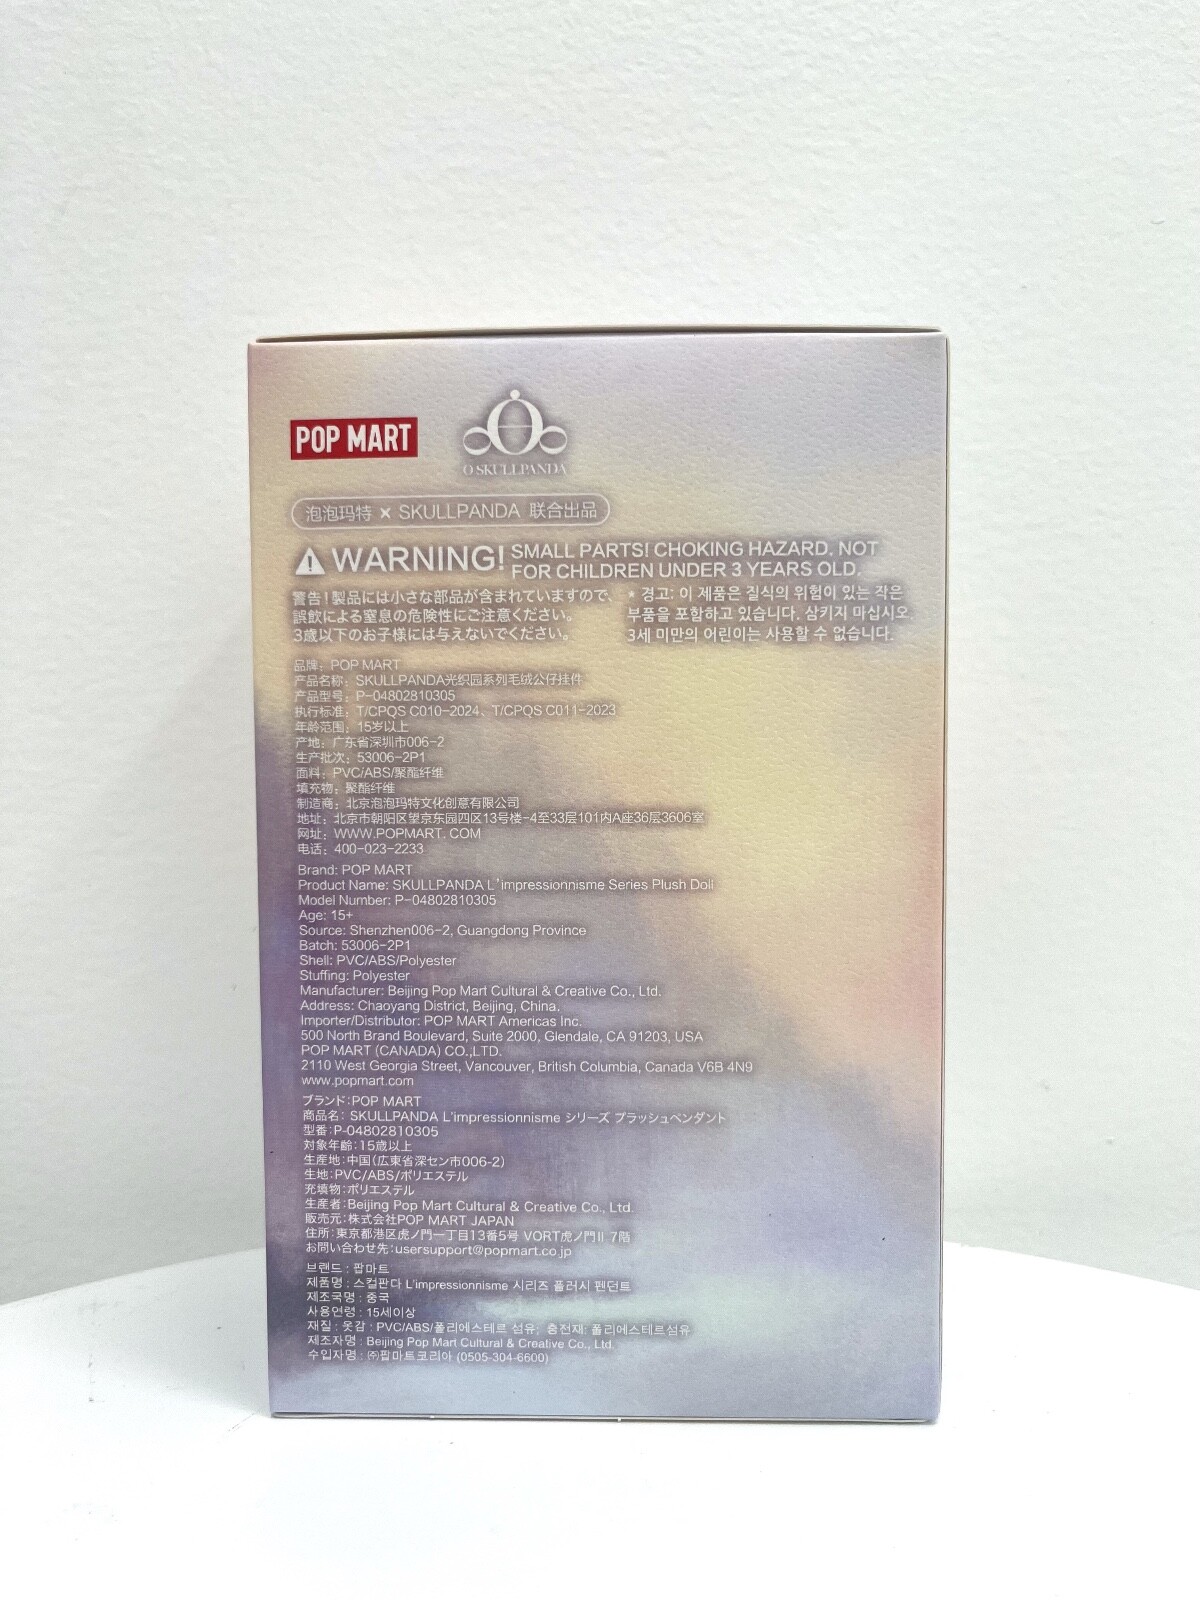 POP MART
O SKULLPANDA
泡泡玛特 × SKULLPANDA 联合出品
WARNING! SMALL PARTS! CHOKING HAZARD. NOT
FOR CHILDREN UNDER 3 YEARS OLD.
警告!製品には小さな部品が含まれていますので、
誤飲による窒息の危険性にご注意ください。
3歳以下のお子様には与えないでください。
* 경고: 이 제품은 질식의 위험이 있는 작은
부품을 포함하고 있습니다. 삼키지 마십시오.
3세 미만의 어린이는 사용할 수 없습니다.
品牌：POP MART
产品名称：SKULLPANDA光织园系列毛绒公仔挂件
产品型号：P-04802810305
执行标准：T/CPQS C010-2024、T/CPQS C011-2023
年龄范围：15岁以上
产地：广东省深圳市006-2
生产批次：53006-2P1
面料：PVC/ABS/聚酯纤维
填充物：聚酯纤维
制造商：北京泡泡玛特文化创意有限公司
地址：北京市朝阳区望京东园四区13号楼-4至33层101内A座36层3606室
网址：WWW.POPMART. COM
电话：400-023-2233
Brand: POP MART
Product Name: SKULLPANDA L'impressionnisme Series Plush Doll
Model Number: P-04802810305
Age: 15+
Source: Shenzhen006-2, Guangdong Province
Batch: 53006-2P1
Shell: PVC/ABS/Polyester
Stuffing: Polyester
Manufacturer: Beijing Pop Mart Cultural & Creative Co., Ltd.
Address: Chaoyang District, Beijing, China.
Importer/Distributor: POP MART Americas Inc.
500 North Brand Boulevard, Suite 2000, Glendale, CA 91203, USA
POP MART (CANADA) CO.,LTD.
2110 West Georgia Street, Vancouver, British Columbia, Canada V6B 4N9
www.popmart.com
ブランド:POP MART
商品名: SKULLPANDA L'impressionnisme シリーズ プラッシュペンダント
型番:P-04802810305
対象年齢:15歳以上
生産地:中国(広東省深セン市006-2)
生地:PVC/ABS/ポリエステル
充填物:ポリエステル
生産者:Beijing Pop Mart Cultural & Creative Co., Ltd.
販売元:株式会社POP MART JAPAN
住所:東京都港区虎ノ門一丁目13番5号 VORT虎ノ門II 7階
お問い合わせ先:usersupport@popmart.co.jp
브랜드 : 팝마트
제품명 : 스컬판다 L'impressionnisme 시리즈 플러시 팬던트
제조국명 : 중국
사용연령 : 15세이상
재질 : 옷감 : PVC/ABS/폴리에스테르 섬유; 충전재: 폴리에스테르섬유
제조자명 : Beijing Pop Mart Cultural & Creative Co., Ltd.
수입자명 : ㈜팝마트코리아 (0505-304-6600)